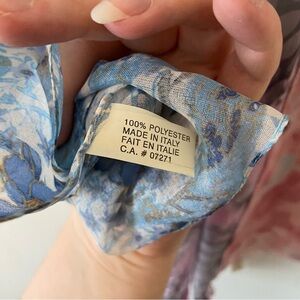 100% POLYESTER
MADE IN ITALY
FAIT EN ITALIE
C.A. # 07271